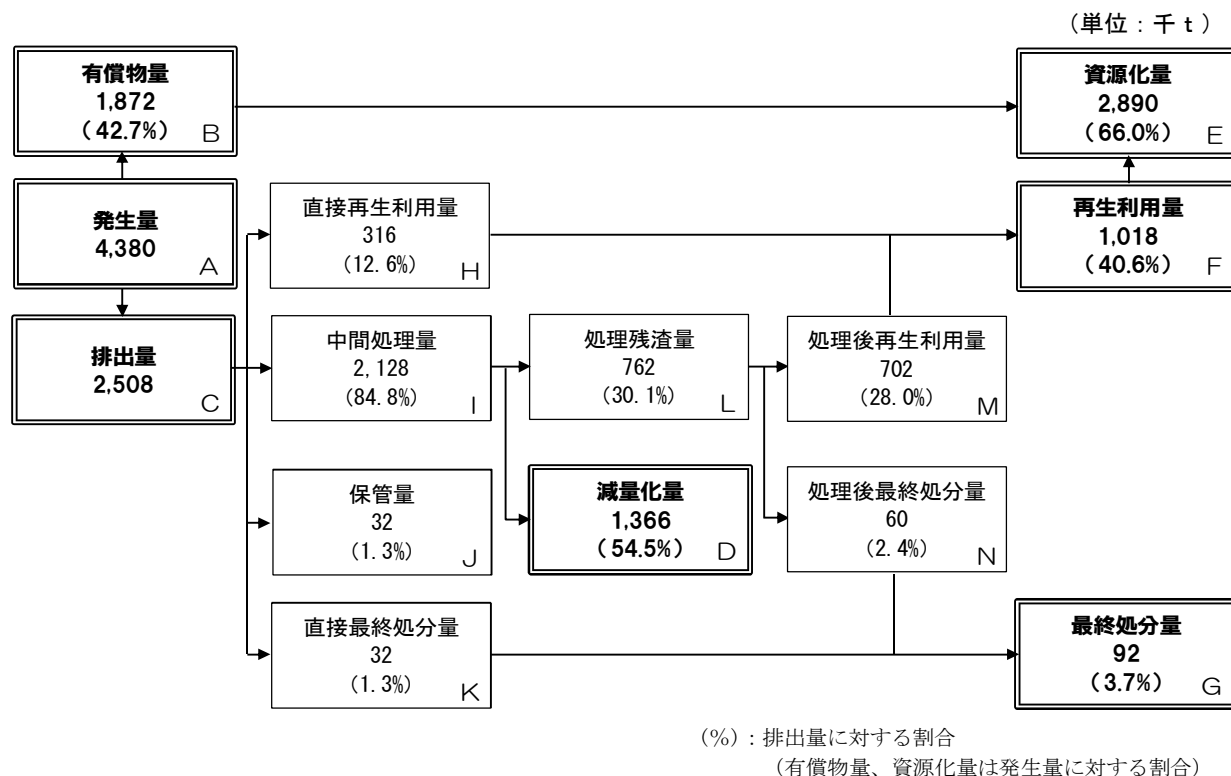 （単位：千ｔ）
有償物量
1,872
（42.7%）
B
資源化量
2,890
（66.0%）
E
発生量
4,380
A
直接再生利用量
316
(12.6%)
H
再生利用量
1,018
（40.6%）
F
排出量
2,508
C
中間処理量
2,128
(84.8%)
I
処理残渣量
762
(30.1%)
L
処理後再生利用量
702
(28.0%)
M
保管量
32
(1.3%)
J
減量化量
1,366
（54.5%）
D
処理後最終処分量
60
(2.4%)
N
直接最終処分量
32
(1.3%)
K
最終処分量
92
（3.7%）
G
（%）：排出量に対する割合
（有償物量、資源化量は発生量に対する割合）